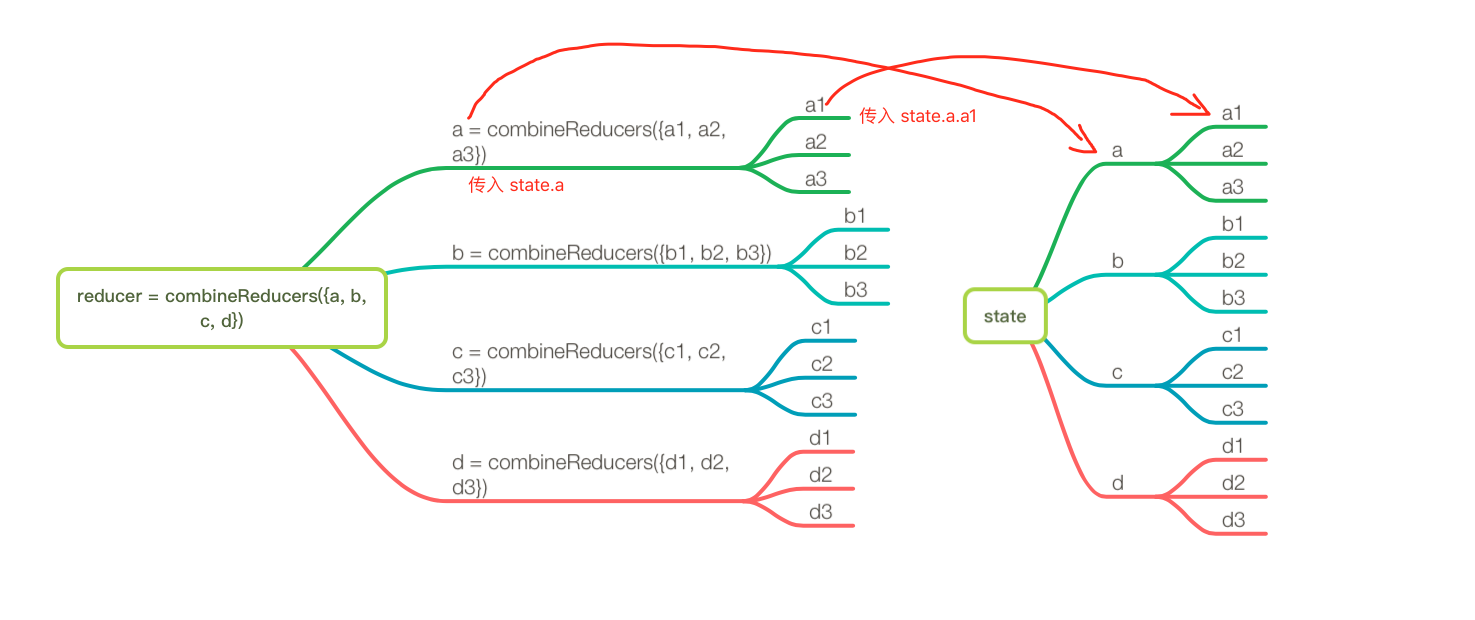 reducer = combineReducers({a, b,
c, d})
a = combineReducers({a1, a2,
a3})
传入 state.a
a1
传入 state.a.a1
a2
a3
b = combineReducers({b1, b2, b3})
b1
b2
b3
c = combineReducers({c1, c2,
c3})
c1
c2
c3
d = combineReducers({d1, d2,
d3})
d1
d2
d3
state
a
a1
a2
a3
b
b1
b2
b3
c
c1
c2
c3
d
d1
d2
d3